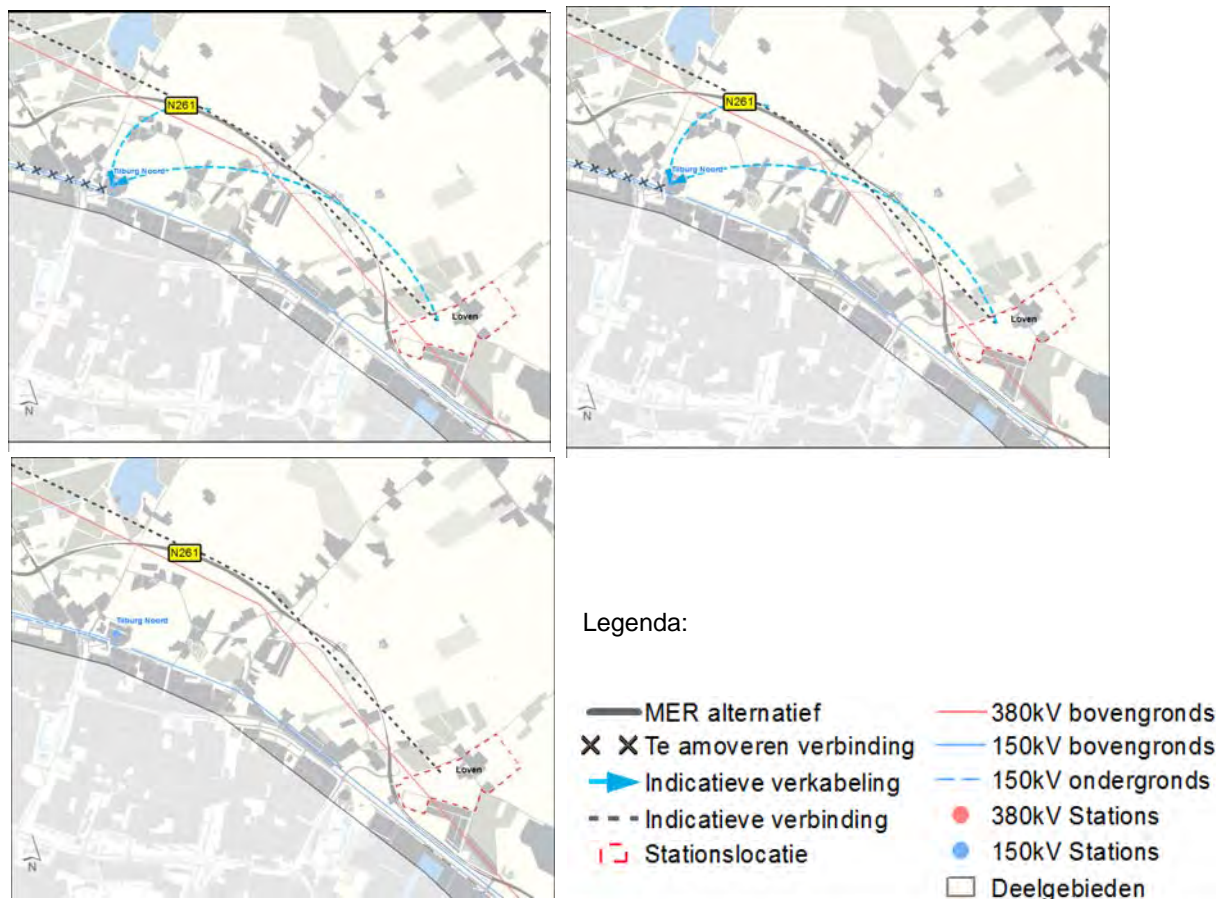 N261
Tilburg Noord
Loven
N
N261
Tilburg Noord
Loven
N
N261
Tilburg Noord
Loven
N
Legenda:
MER alternatief
Te amoveren verbinding
Indicatieve verkabeling
Indicatieve verbinding
Stationslocatie
380kV bovengronds
150kV bovengronds
150kV ondergronds
380kV Stations
150kV Stations
Deelgebieden